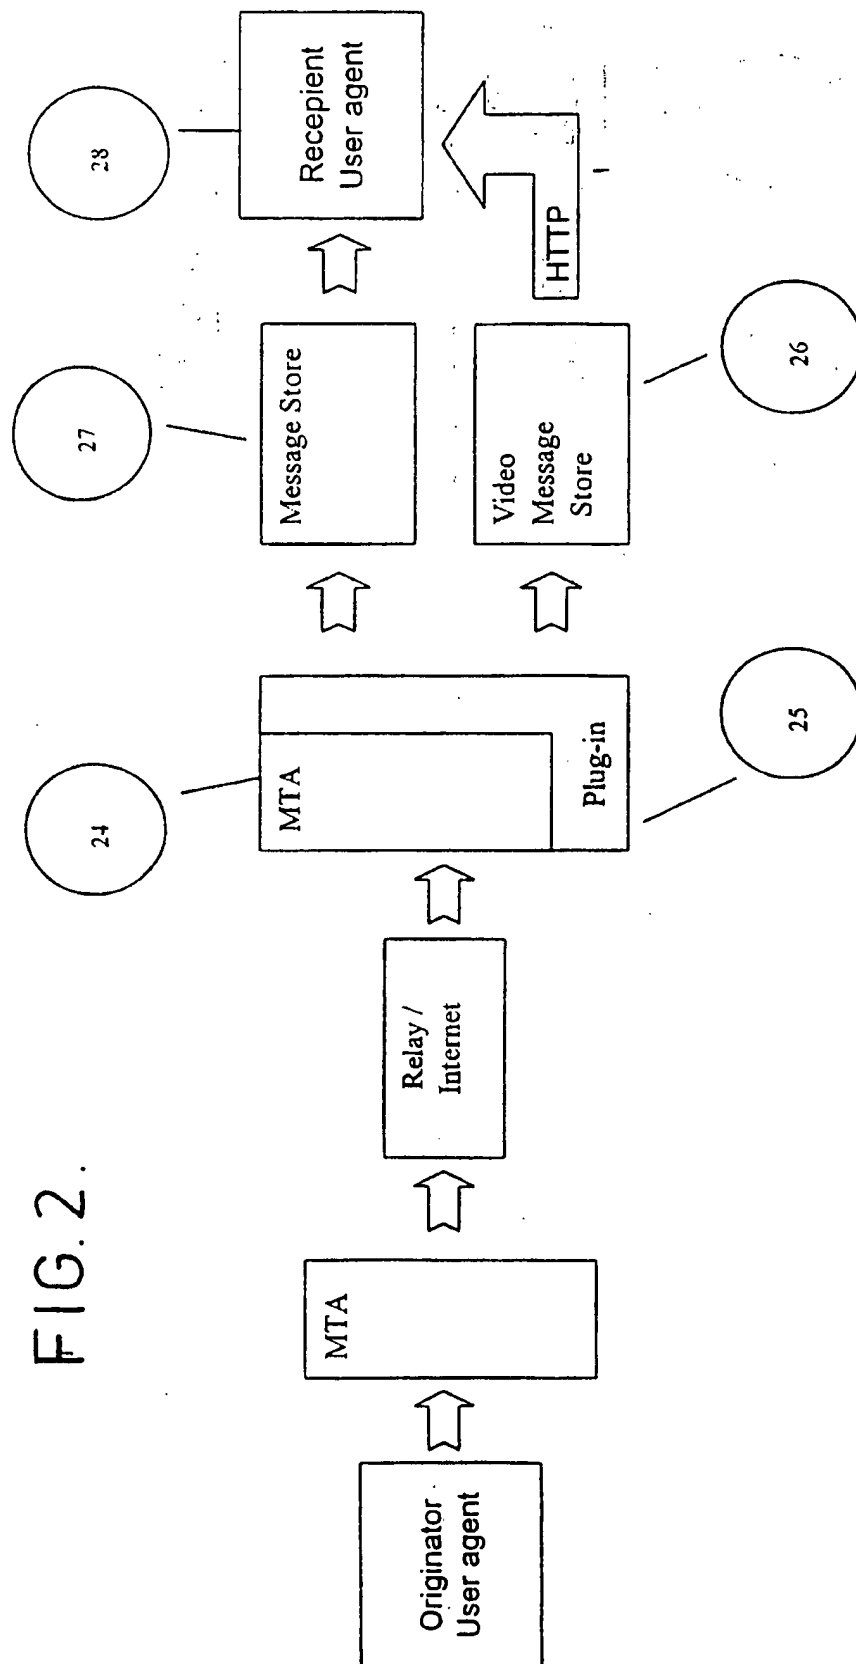 FIG. 2.
Originator
User agent
MTA
Relay /
Internet
24
MTA
Plug-in
25
27
Message Store
Video
Message
Store
26
HTTP
28
Recepient
User agent